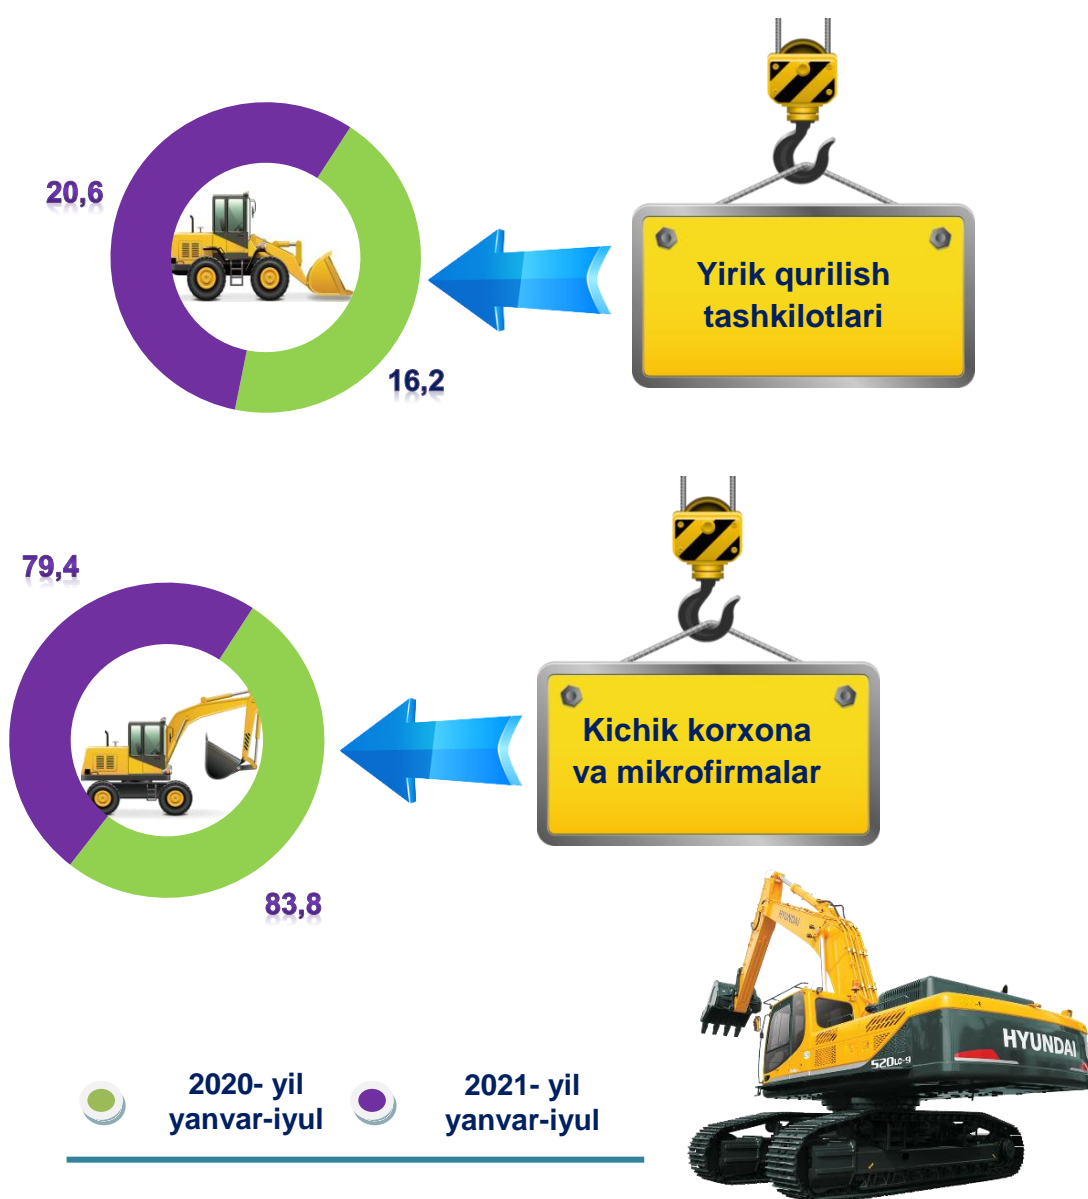 20,6
Yirik qurilish
tashkilotlari
16,2
79,4
Kichik korxona
va mikrofirmalar
83,8
HYUNDAI
HYUNDAI
520LC-9
2020- yil
yanvar-iyul
2021- yil
yanvar-iyul